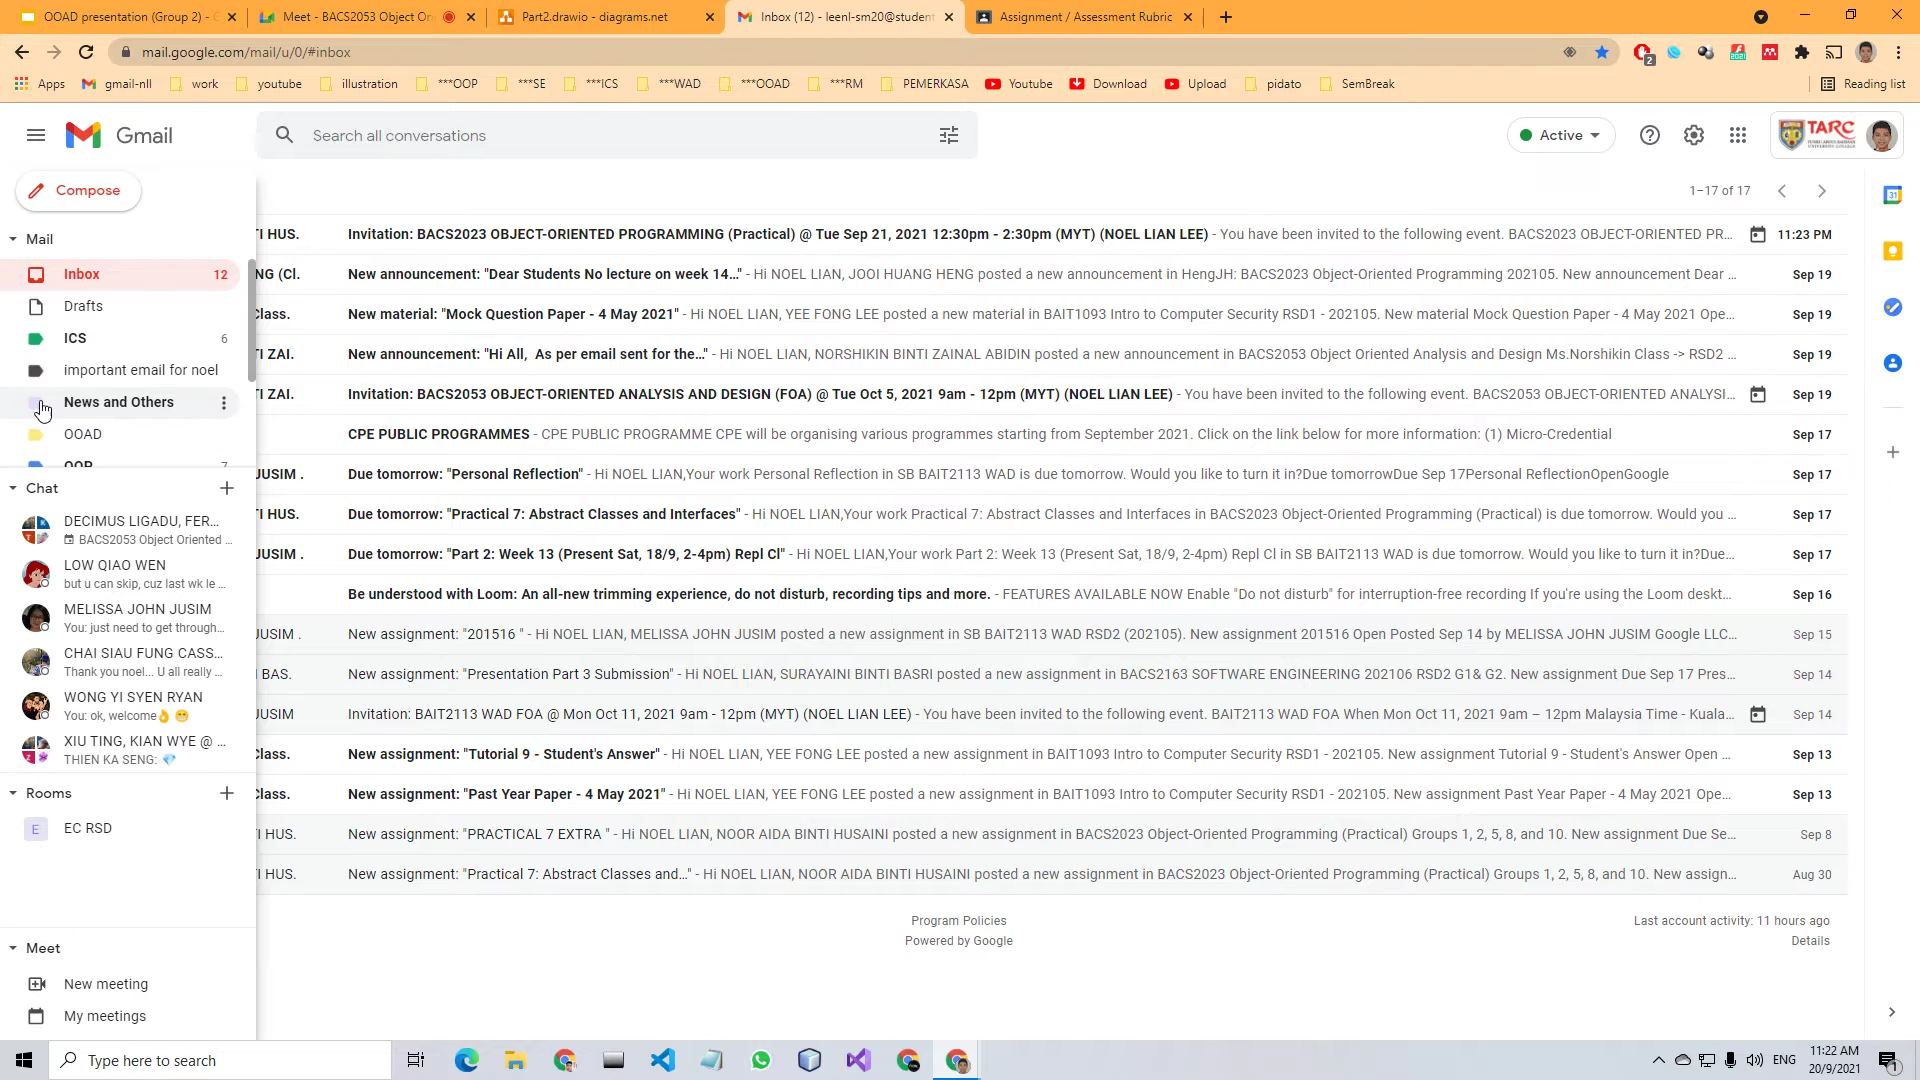 OOAD presentation (Group 2) -
Meet - BACS2053 Object Or
Part2.drawio - diagrams.net
Inbox (12) - leenl-sm20@student
Assignment / Assessment Rubric
mail.google.com/mail/u/0/#inbox
2
Apps
gmail-nll
work
youtube
illustration
***OOP
***SE
***ICS
***WAD
***OOAD
***RM
PEMERKASA
Youtube
Download
Upload
pidato
SemBreak
Reading list
Gmail
Search all conversations
Active
TARC
Compose
1–17 of 17
31
Mail
Inbox 12
Drafts
ICS 6
important email for noel
News and Others
OOAD
OOP 7
Chat
DECIMUS LIGADU, FER...
BACS2053 Object Oriented ...
LOW QIAO WEN
but u can skip, cuz last wk le ...
MELISSA JOHN JUSIM
You: just need to get through...
CHAI SIAU FUNG CASS...
Thank you noel... U all really ...
WONG YI SYEN RYAN
You: ok, welcome👌 😁
XIU TING, KIAN WYE @ ...
THIEN KA SENG: 💎
Rooms
E EC RSD
Meet
New meeting
My meetings
TI HUS. Invitation: BACS2023 OBJECT-ORIENTED PROGRAMMING (Practical) @ Tue Sep 21, 2021 12:30pm - 2:30pm (MYT) (NOEL LIAN LEE) - You have been invited to the following event. BACS2023 OBJECT-ORIENTED PR... 11:23 PM
NG (Cl. New announcement: "Dear Students No lecture on week 14..." - Hi NOEL LIAN, JOOI HUANG HENG posted a new announcement in HengJH: BACS2023 Object-Oriented Programming 202105. New announcement Dear ... Sep 19
Class. New material: "Mock Question Paper - 4 May 2021" - Hi NOEL LIAN, YEE FONG LEE posted a new material in BAIT1093 Intro to Computer Security RSD1 - 202105. New material Mock Question Paper - 4 May 2021 Ope... Sep 19
TI ZAI. New announcement: "Hi All, As per email sent for the..." - Hi NOEL LIAN, NORSHIKIN BINTI ZAINAL ABIDIN posted a new announcement in BACS2053 Object Oriented Analysis and Design Ms.Norshikin Class -> RSD2 ... Sep 19
TI ZAI. Invitation: BACS2053 OBJECT-ORIENTED ANALYSIS AND DESIGN (FOA) @ Tue Oct 5, 2021 9am - 12pm (MYT) (NOEL LIAN LEE) - You have been invited to the following event. BACS2053 OBJECT-ORIENTED ANALYSI... Sep 19
CPE PUBLIC PROGRAMMES - CPE PUBLIC PROGRAMME CPE will be organising various programmes starting from September 2021. Click on the link below for more information: (1) Micro-Credential Sep 17
JUSIM . Due tomorrow: "Personal Reflection" - Hi NOEL LIAN,Your work Personal Reflection in SB BAIT2113 WAD is due tomorrow. Would you like to turn it in?Due tomorrowDue Sep 17Personal ReflectionOpenGoogle Sep 17
TI HUS. Due tomorrow: "Practical 7: Abstract Classes and Interfaces" - Hi NOEL LIAN,Your work Practical 7: Abstract Classes and Interfaces in BACS2023 Object-Oriented Programming (Practical) is due tomorrow. Would you ... Sep 17
JUSIM . Due tomorrow: "Part 2: Week 13 (Present Sat, 18/9, 2-4pm) Repl Cl" - Hi NOEL LIAN,Your work Part 2: Week 13 (Present Sat, 18/9, 2-4pm) Repl Cl in SB BAIT2113 WAD is due tomorrow. Would you like to turn it in?Due... Sep 17
Be understood with Loom: An all-new trimming experience, do not disturb, recording tips and more. - FEATURES AVAILABLE NOW Enable "Do not disturb" for interruption-free recording If you're using the Loom deskt... Sep 16
JUSIM . New assignment: "201516 " - Hi NOEL LIAN, MELISSA JOHN JUSIM posted a new assignment in SB BAIT2113 WAD RSD2 (202105). New assignment 201516 Open Posted Sep 14 by MELISSA JOHN JUSIM Google LLC... Sep 15
BAS. New assignment: "Presentation Part 3 Submission" - Hi NOEL LIAN, SURAYAINI BINTI BASRI posted a new assignment in BACS2163 SOFTWARE ENGINEERING 202106 RSD2 G1& G2. New assignment Due Sep 17 Pres... Sep 14
JUSIM Invitation: BAIT2113 WAD FOA @ Mon Oct 11, 2021 9am - 12pm (MYT) (NOEL LIAN LEE) - You have been invited to the following event. BAIT2113 WAD FOA When Mon Oct 11, 2021 9am – 12pm Malaysia Time - Kuala... Sep 14
Class. New assignment: "Tutorial 9 - Student's Answer" - Hi NOEL LIAN, YEE FONG LEE posted a new assignment in BAIT1093 Intro to Computer Security RSD1 - 202105. New assignment Tutorial 9 - Student's Answer Open ... Sep 13
Class. New assignment: "Past Year Paper - 4 May 2021" - Hi NOEL LIAN, YEE FONG LEE posted a new assignment in BAIT1093 Intro to Computer Security RSD1 - 202105. New assignment Past Year Paper - 4 May 2021 Ope... Sep 13
TI HUS. New assignment: "PRACTICAL 7 EXTRA " - Hi NOEL LIAN, NOOR AIDA BINTI HUSAINI posted a new assignment in BACS2023 Object-Oriented Programming (Practical) Groups 1, 2, 5, 8, and 10. New assignment Due Se... Sep 8
TI HUS. New assignment: "Practical 7: Abstract Classes and..." - Hi NOEL LIAN, NOOR AIDA BINTI HUSAINI posted a new assignment in BACS2023 Object-Oriented Programming (Practical) Groups 1, 2, 5, 8, and 10. New assign... Aug 30
Program Policies
Powered by Google
Last account activity: 11 hours ago
Details
Type here to search
ENG
11:22 AM
20/9/2021
1